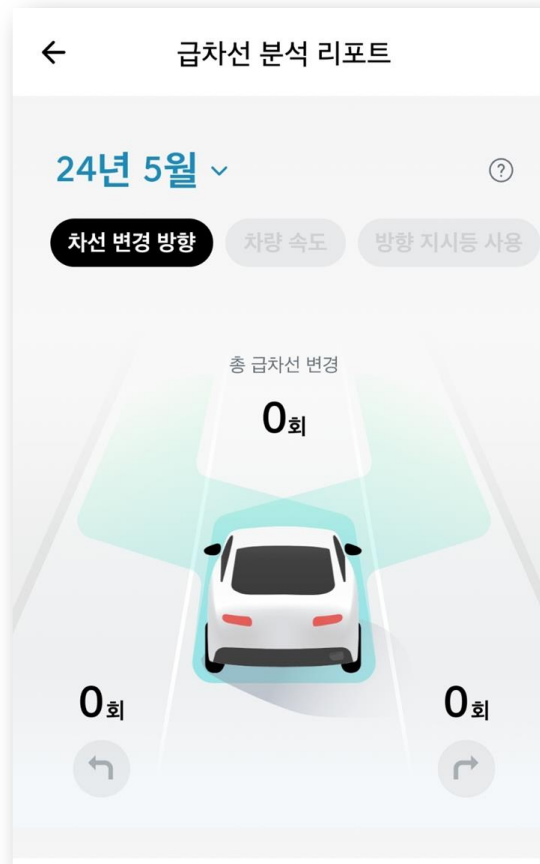 급차선 분석 리포트
24년 5월
?
차선 변경 방향 차량 속도 방향 지시등 사용
총 급차선 변경
0회
0회 0회